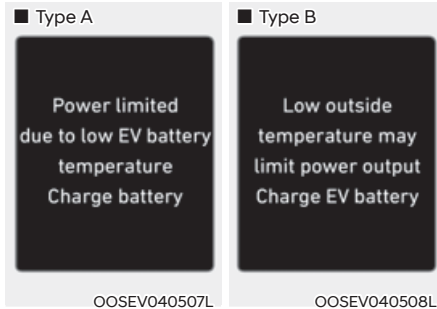 ■ Type A
Power limited
due to low EV battery
temperature
Charge battery
OOSEV040507L
■ Type B
Low outside
temperature may
limit power output
Charge EV battery
OOSEV040508L